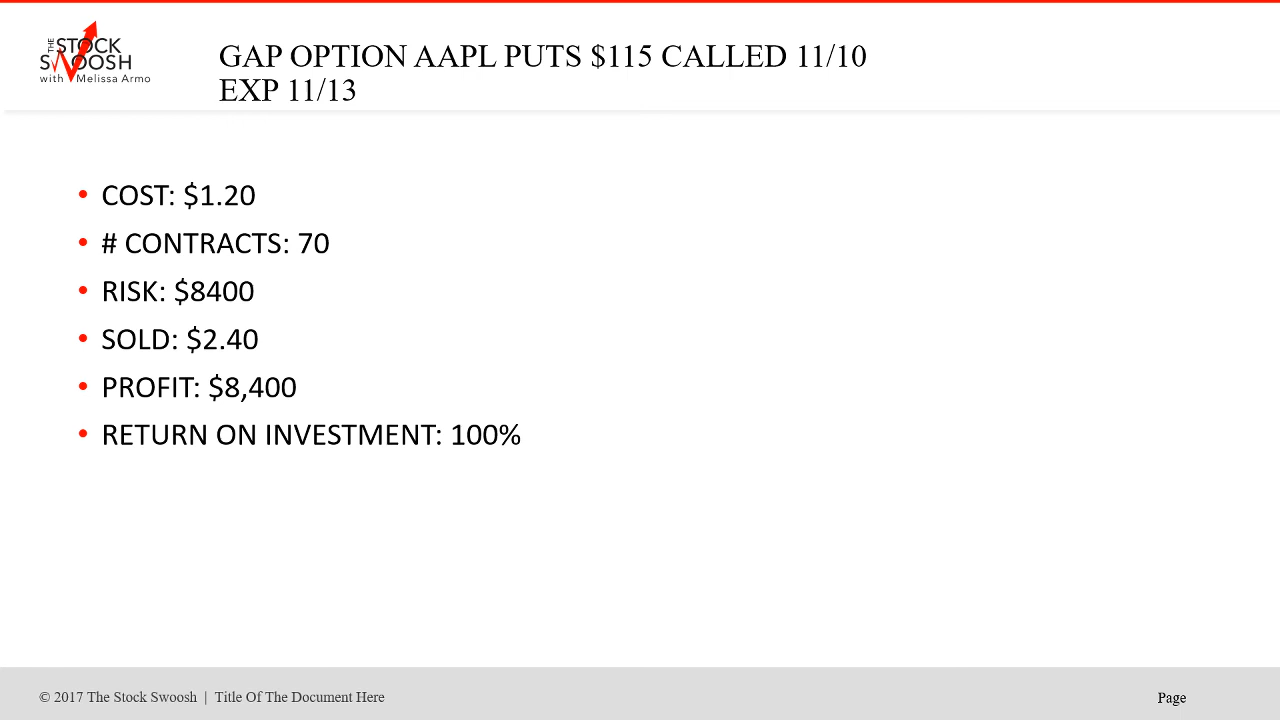 THE STOCK
SWOOSH
with Melissa Armo
GAP OPTION AAPL PUTS $115 CALLED 11/10
EXP 11/13
• COST: $1.20
• # CONTRACTS: 70
• RISK: $8400
• SOLD: $2.40
• PROFIT: $8,400
• RETURN ON INVESTMENT: 100%
© 2017 The Stock Swoosh | Title Of The Document Here
Page